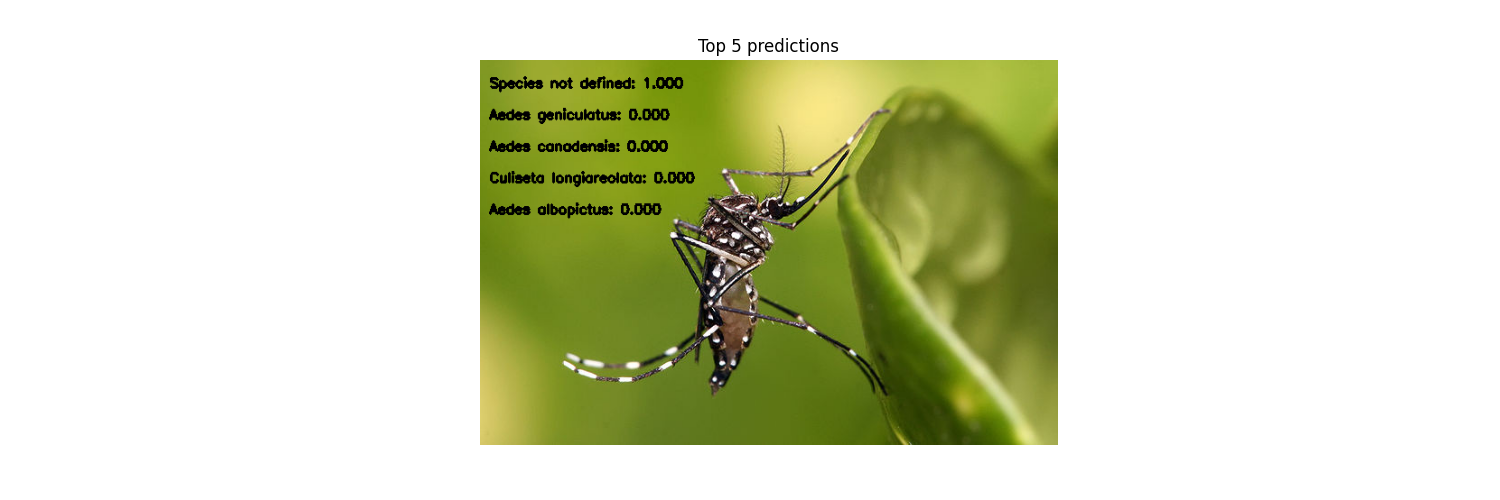 Top 5 predictions
Species not defined: 1.000
Aedes geniculatus: 0.000
Aedes canadensis: 0.000
Culiseta longiareolata: 0.000
Aedes albopictus: 0.000